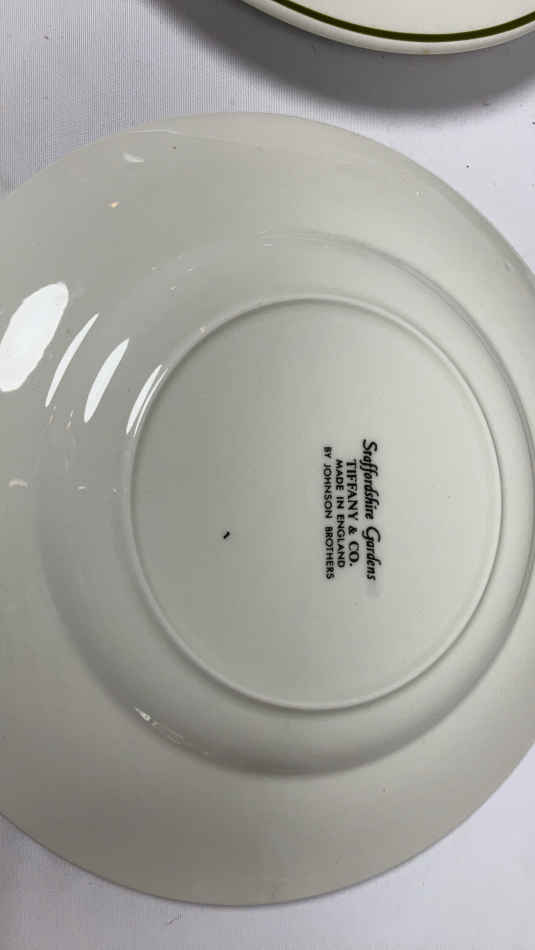 Staffordshire Gardens
TIFFANY & CO.
MADE IN ENGLAND
BY JOHNSON BROTHERS